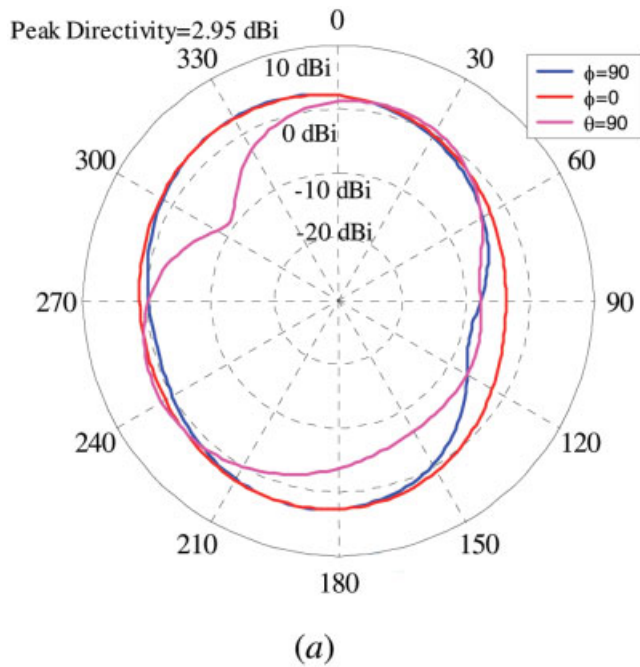 Peak Directivity=2.95 dBi
0
330
30
10 dBi
ϕ=90
ϕ=0
θ=90
0 dBi
300
60
-10 dBi
-20 dBi
270
90
240
120
210
150
180
(a)